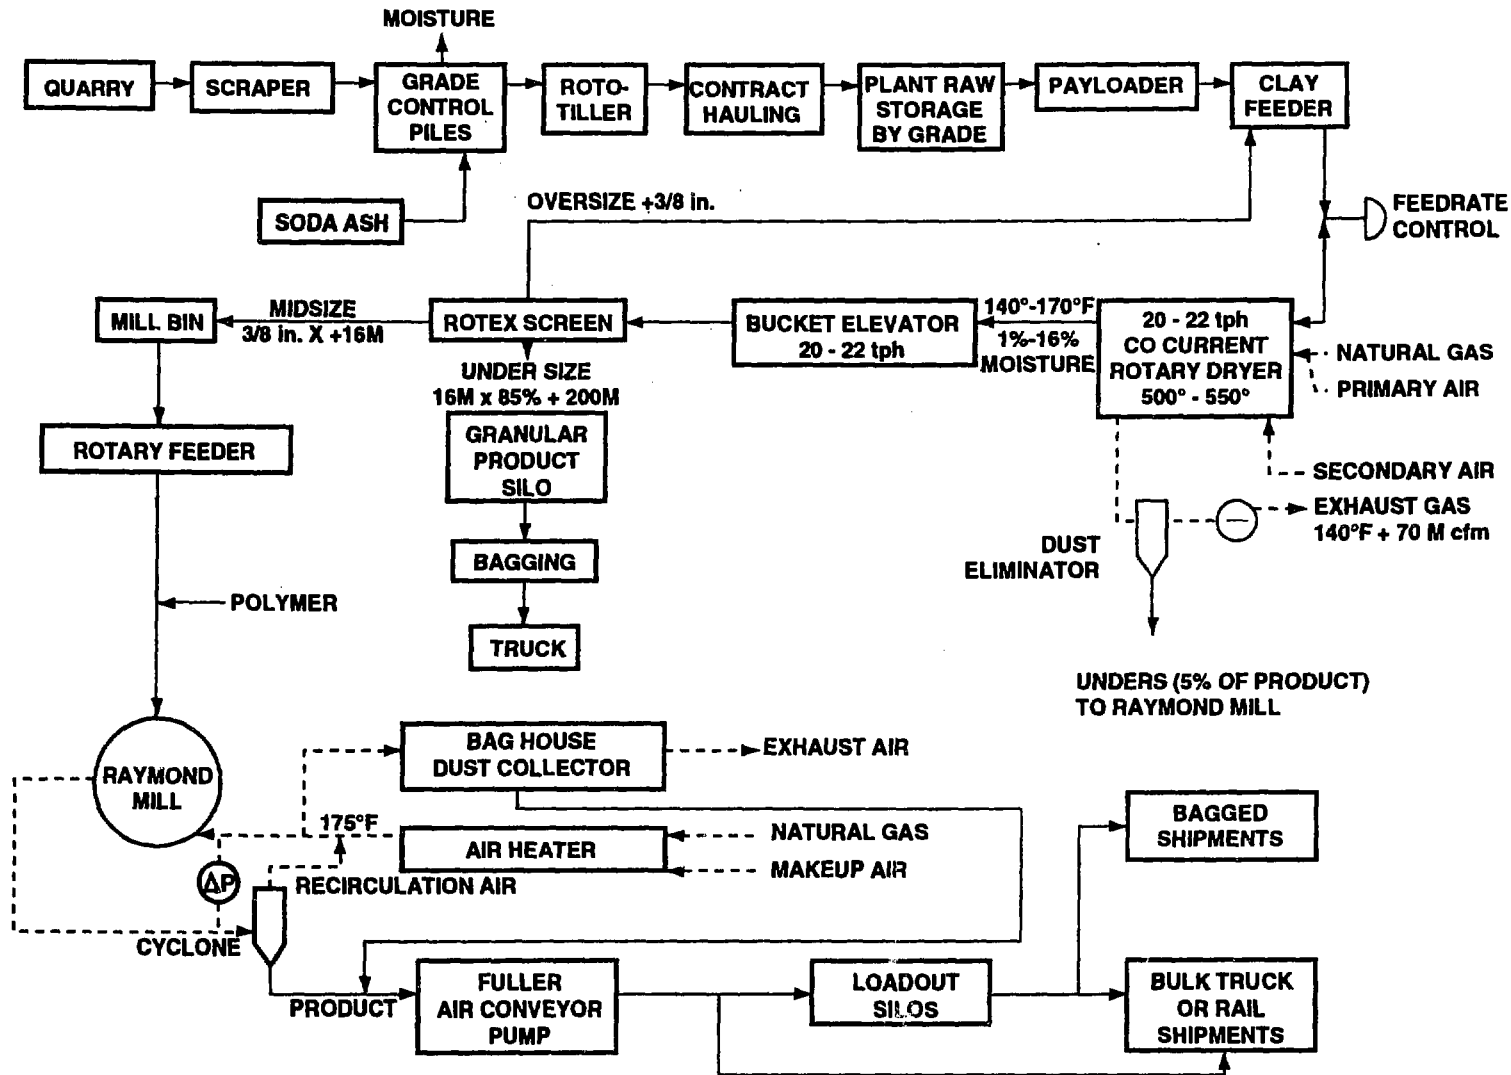 MOISTURE
QUARRY
SCRAPER
GRADE
CONTROL
PILES
ROTO-
TILLER
CONTRACT
HAULING
PLANT RAW
STORAGE
BY GRADE
PAYLOADER
CLAY
FEEDER
SODA ASH
OVERSIZE +3/8 in.
FEEDRATE
CONTROL
MILL BIN
MIDSIZE
3/8 in. X +16M
ROTEX SCREEN
BUCKET ELEVATOR
20 - 22 tph
140°-170°F
1%-16%
MOISTURE
20 - 22 tph
CO CURRENT
ROTARY DRYER
500° - 550°
NATURAL GAS
PRIMARY AIR
UNDER SIZE
16M x 85% + 200M
ROTARY FEEDER
GRANULAR
PRODUCT
SILO
SECONDARY AIR
EXHAUST GAS
140°F + 70 M cfm
DUST
ELIMINATOR
BAGGING
POLYMER
TRUCK
UNDERS (5% OF PRODUCT)
TO RAYMOND MILL
RAYMOND
MILL
BAG HOUSE
DUST COLLECTOR
EXHAUST AIR
175°F
AIR HEATER
NATURAL GAS
MAKEUP AIR
BAGGED
SHIPMENTS
ΔP
RECIRCULATION AIR
CYCLONE
PRODUCT
FULLER
AIR CONVEYOR
PUMP
LOADOUT
SILOS
BULK TRUCK
OR RAIL
SHIPMENTS